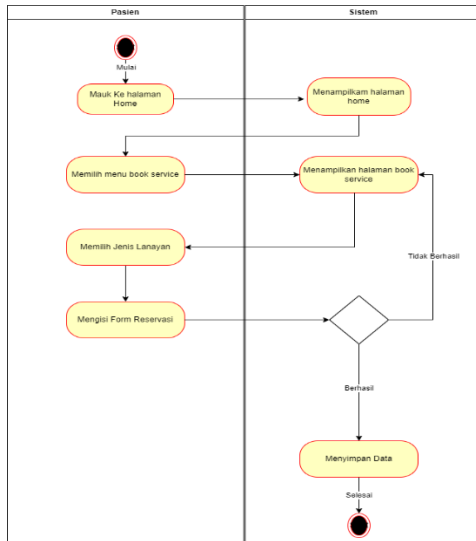 Pasien
Sistem
Mulai
Mauk Ke halaman
Home
Menampilkam halaman
home
Memilih menu book service
Menampilkan halaman book
service
Memilih Jenis Lanayan
Tidak Berhasil
Mengisi Form Reservasi
Berhasil
Menyimpan Data
Selesai